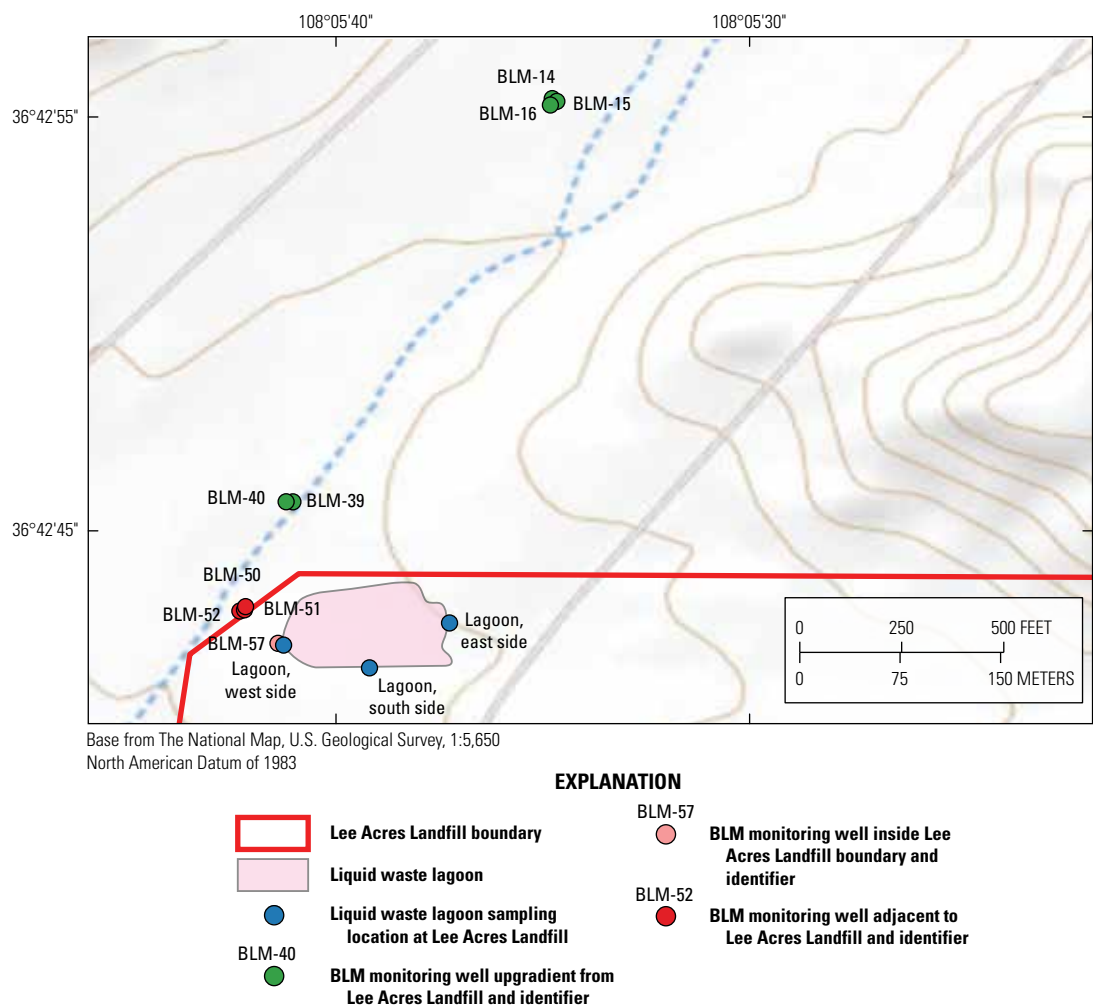 108°05'40"
108°05'30"
36°42'55"
BLM-14
BLM-16
BLM-15
BLM-40
BLM-39
36°42'45"
BLM-50
BLM-52
BLM-51
BLM-57
Lagoon,
west side
Lagoon,
south side
Lagoon,
east side
0 250 500 FEET
0 75 150 METERS
Base from The National Map, U.S. Geological Survey, 1:5,650
North American Datum of 1983
EXPLANATION
Lee Acres Landfill boundary
Liquid waste lagoon
Liquid waste lagoon sampling
location at Lee Acres Landfill
BLM-40
BLM monitoring well upgradient from
Lee Acres Landfill and identifier
BLM-57
BLM monitoring well inside Lee
Acres Landfill boundary and
identifier
BLM-52
BLM monitoring well adjacent to
Lee Acres Landfill and identifier